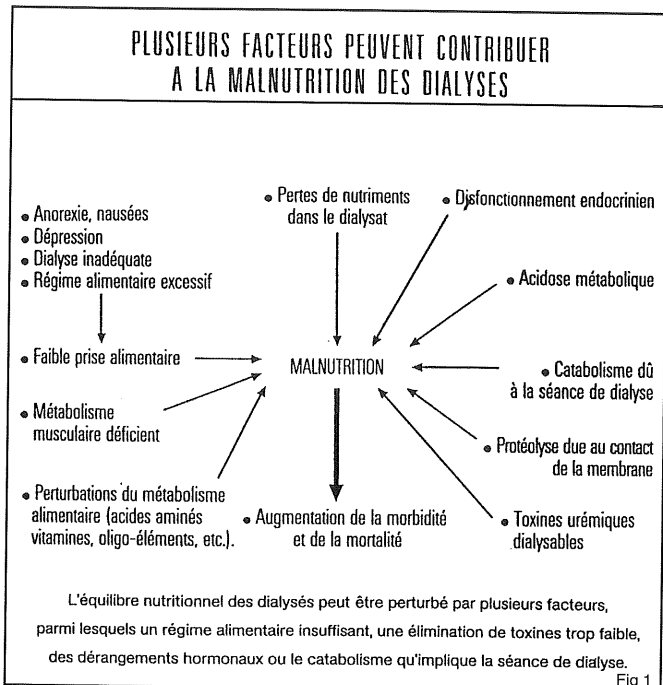 PLUSIEURS FACTEURS PEUVENT CONTRIBUER
A LA MALNUTRITION DES DIALYSES
• Anorexie, nausées
• Dépression
• Dialyse inadéquate
• Régime alimentaire excessif
• Faible prise alimentaire
• Métabolisme
musculaire déficient
• Perturbations du métabolisme
alimentaire (acides aminés
vitamines, oligo-éléments, etc.).
• Pertes de nutriments
dans le dialysat
MALNUTRITION
• Augmentation de la morbidité
et de la mortalité
• Disfonctionnement endocrinien
• Acidose métabolique
• Catabolisme dû
à la séance de dialyse
• Protéolyse due au contact
de la membrane
• Toxines urémiques
dialysables
L'équilibre nutritionnel des dialysés peut être perturbé par plusieurs facteurs,
parmi lesquels un régime alimentaire insuffisant, une élimination de toxines trop faible,
des dérangements hormonaux ou le catabolisme qu'implique la séance de dialyse.
Fig 1